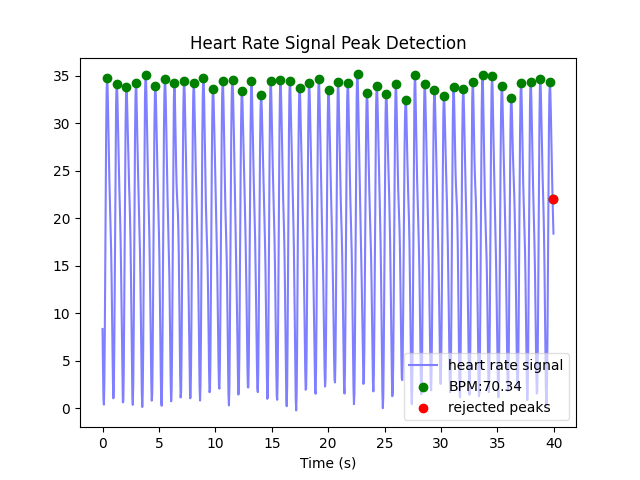 Heart Rate Signal Peak Detection
35
30
25
20
15
10
5
0
heart rate signal
BPM:70.34
rejected peaks
0 5 10 15 20 25 30 35 40
Time (s)